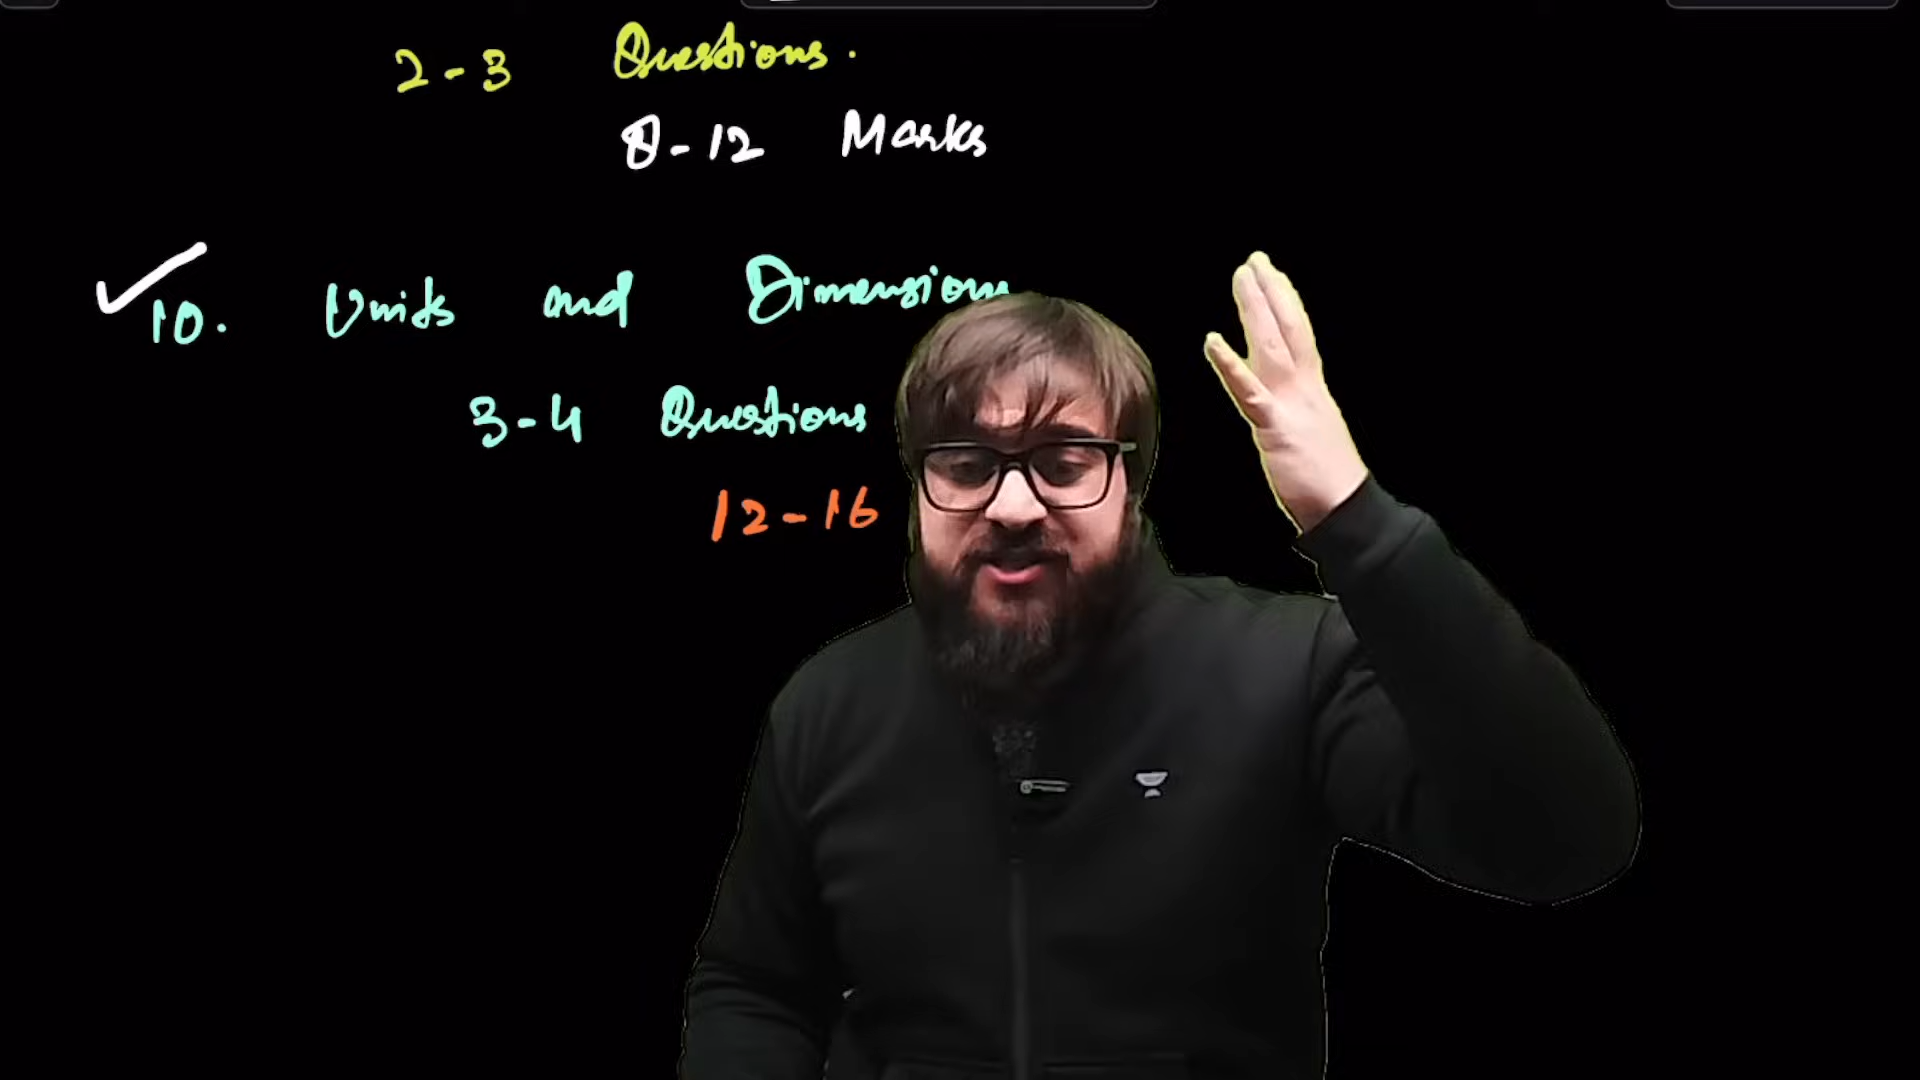 2-3 Questions.
8-12 Marks
10. Units and Dimensions
3-4 Questions
12-16